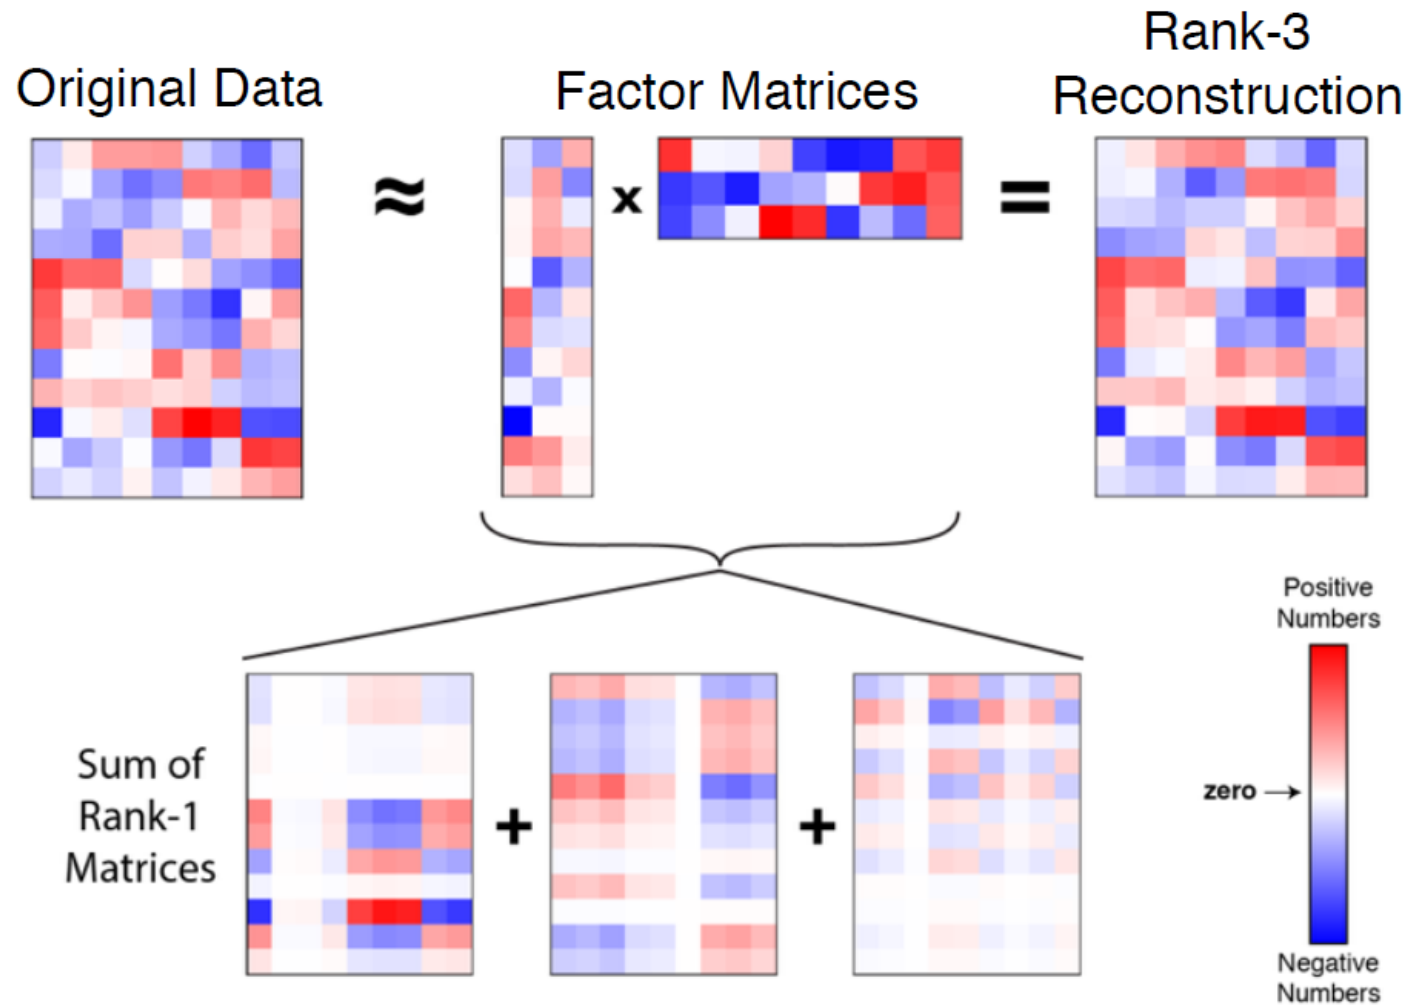 Original Data
Factor Matrices
Rank-3
Reconstruction
≈
x
=
Sum of
Rank-1
Matrices
+
+
Positive
Numbers
zero →
Negative
Numbers